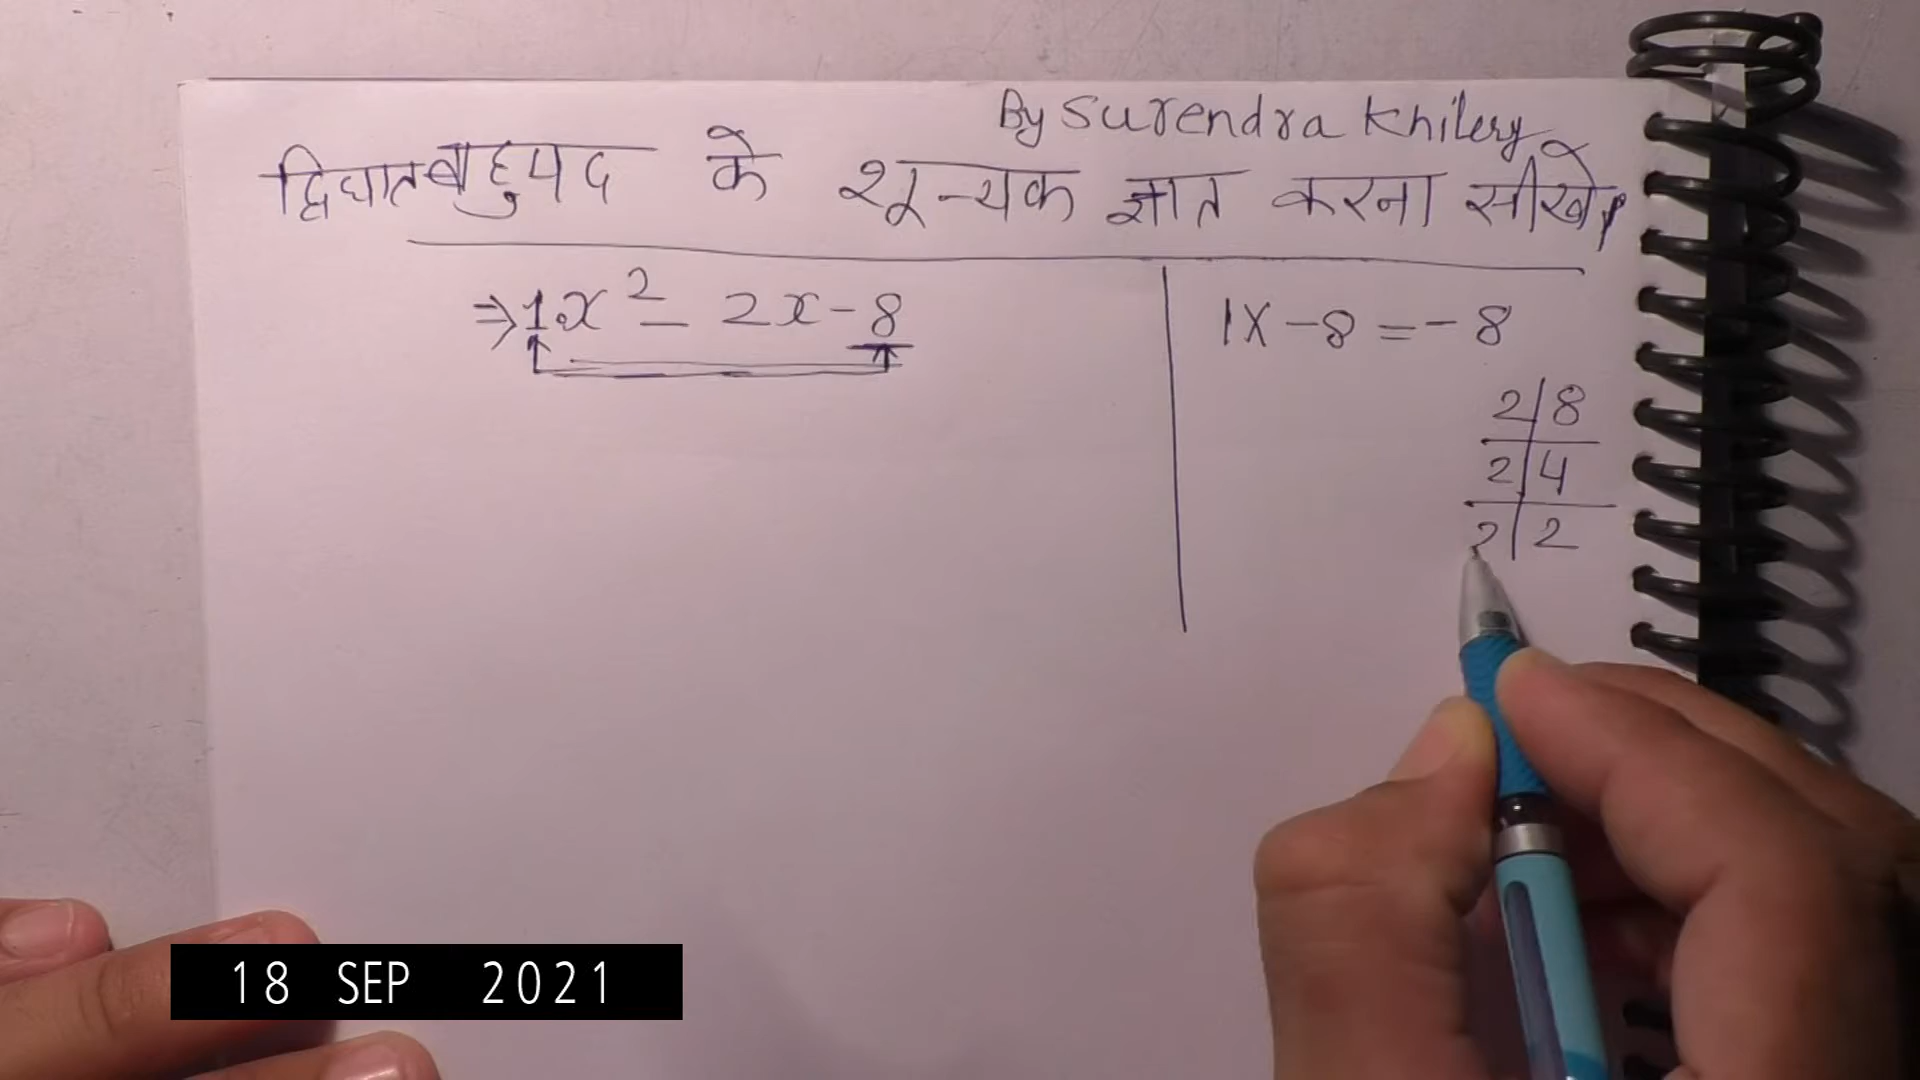 By Surendra Khilery
द्विघातबहुपद के शून्यक ज्ञात करना सीखे।
⇒ 1x² - 2x - 8
1X - 8 = - 8
2 | 8
2 | 4
2 | 2
18 SEP 2021